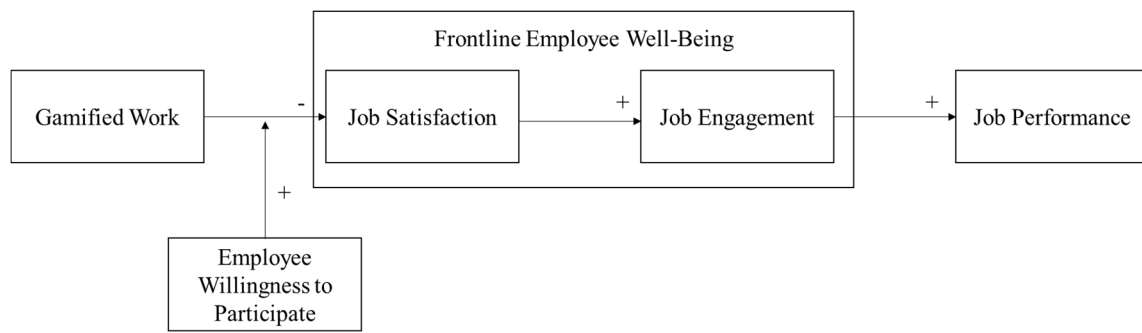 Frontline Employee Well-Being
Gamified Work
-
Job Satisfaction
+
Job Engagement
+
Job Performance
+
Employee
Willingness to
Participate